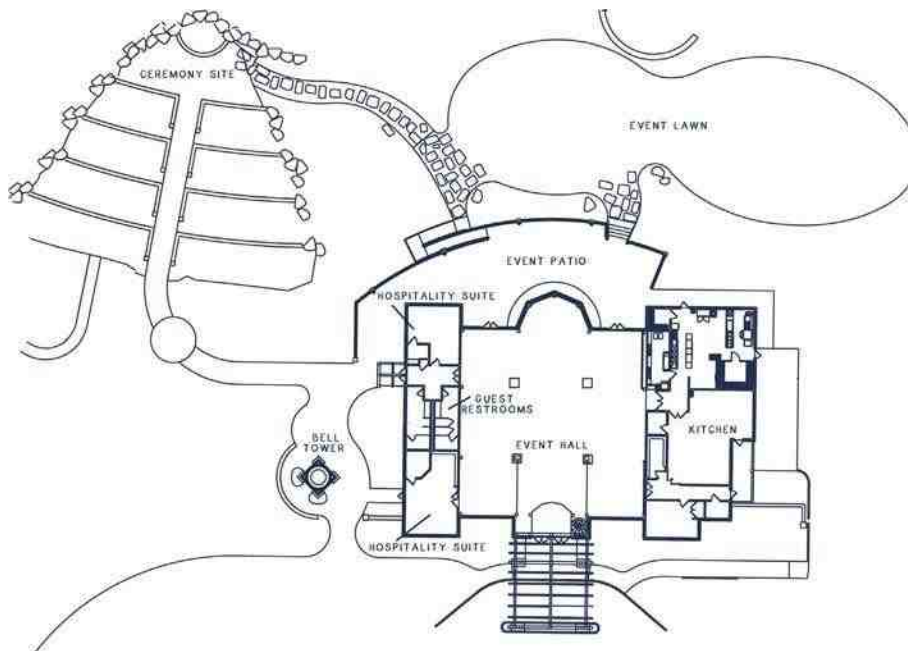 CEREMONY SITE
EVENT LAWN
EVENT PATIO
HOSPITALITY SUITE
GUEST
RESTROOMS
KITCHEN
BELL
TOWER
EVENT HALL
HOSPITALITY SUITE